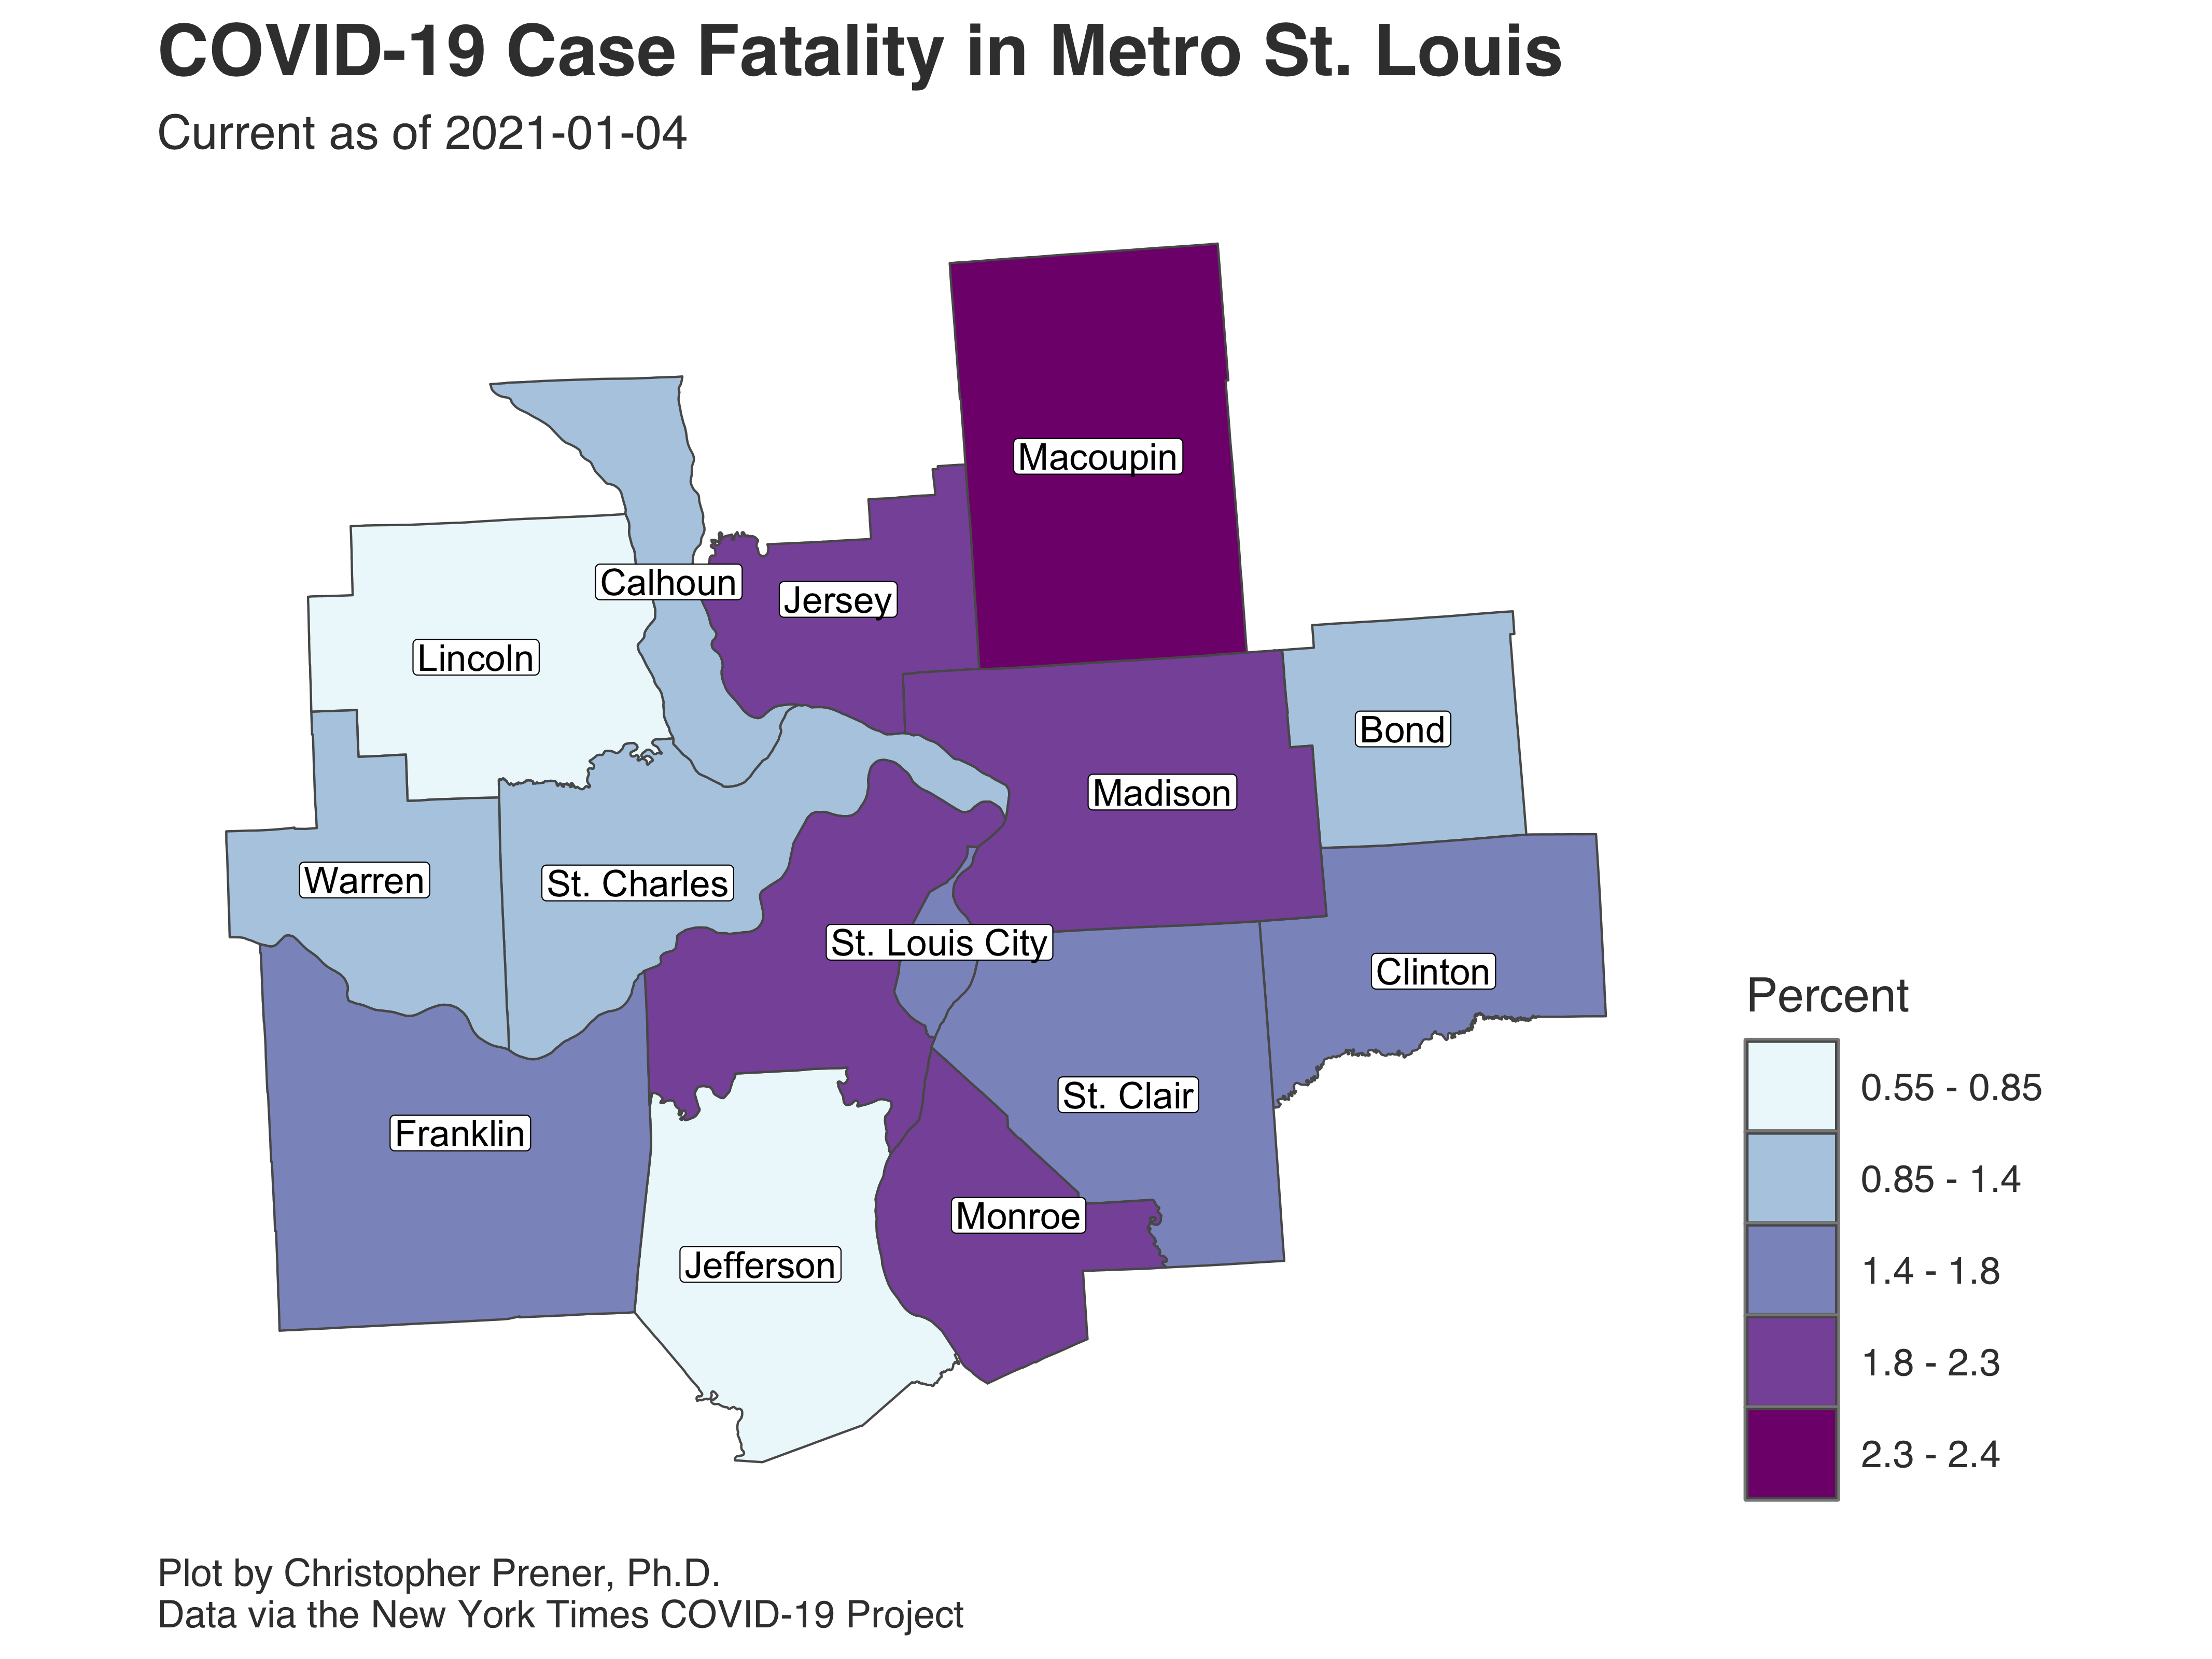 COVID-19 Case Fatality in Metro St. Louis
Current as of 2021-01-04
Macoupin
Calhoun
Jersey
Lincoln
Bond
Madison
Warren
St. Charles
St. Louis City
Clinton
St. Clair
Franklin
Monroe
Jefferson
Percent
0.55 - 0.85
0.85 - 1.4
1.4 - 1.8
1.8 - 2.3
2.3 - 2.4
Plot by Christopher Prener, Ph.D.
Data via the New York Times COVID-19 Project